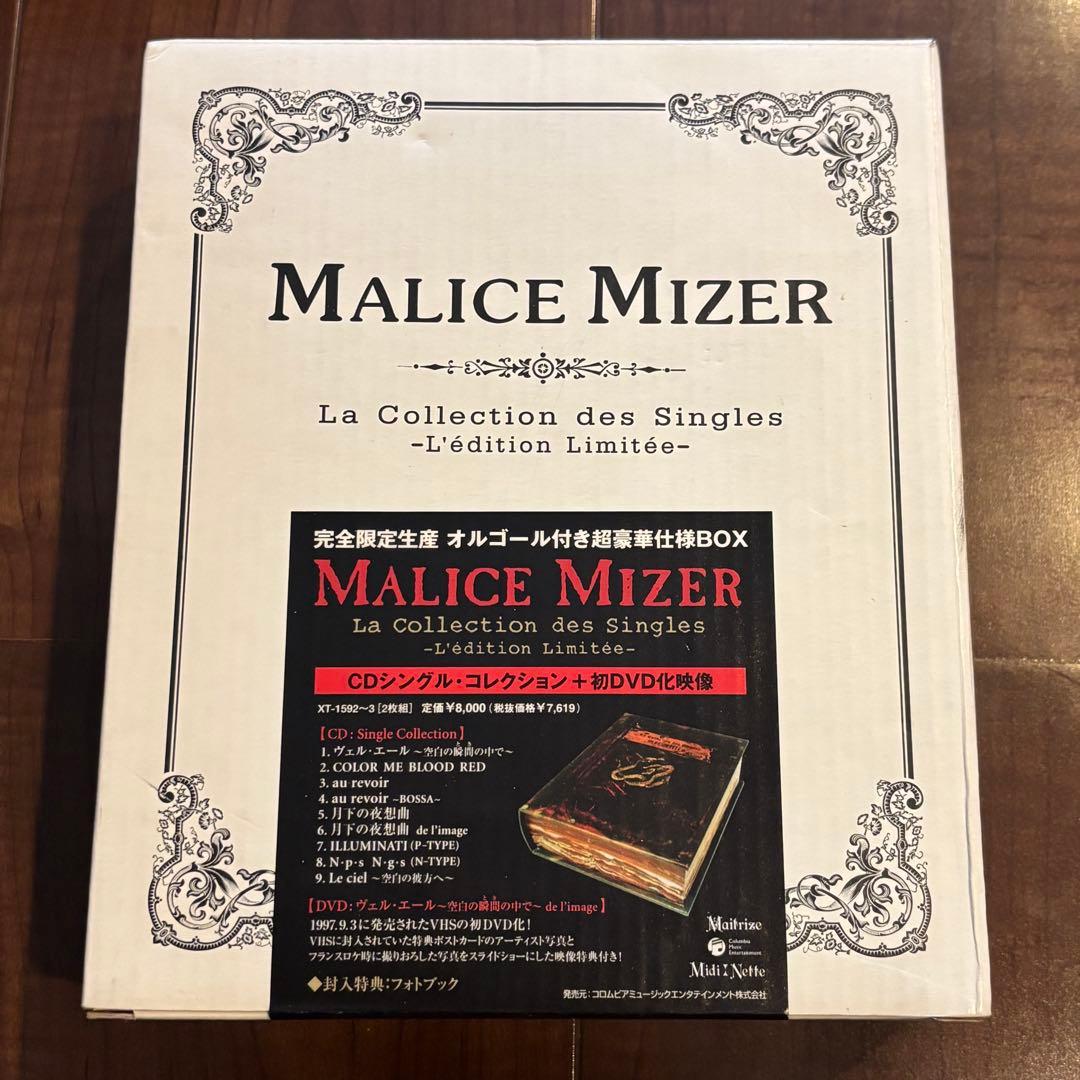 MALICE MIZER
La Collection des Singles
-L'édition Limitée-
完全限定生産 オルゴール付き超豪華仕様BOX
MALICE MIZER
La Collection des Singles
-L'édition Limitée-
CDシングル・コレクション＋初DVD化映像
XT-1592〜3［2枚組］ 定価¥8,000（税抜価格¥7,619）
【CD : Single Collection】
1. ヴェル・エール 〜空白の瞬間の中で〜
2. COLOR ME BLOOD RED
3. au revoir
4. au revoir 〜BOSSA〜
5. 月下の夜想曲
6. 月下の夜想曲 de l'image
7. ILLUMINATI (P-TYPE)
8. N・p・s N・g・s (N-TYPE)
9. Le ciel 〜空白の彼方へ〜
【DVD : ヴェル・エール〜空白の瞬間の中で〜 de l'image】
1997.9.3に発売されたVHSの初DVD化！
VHSに封入されていた特典ポストカードのアーティスト写真と
フランスロケ時に撮りおろした写真をスライドショーにした映像特典付き！
◆封入特典：フォトブック
Maitrize
Columbia
Music
Entertainment
Midi:Nette
発売元：コロムビアミュージックエンタテインメント株式会社